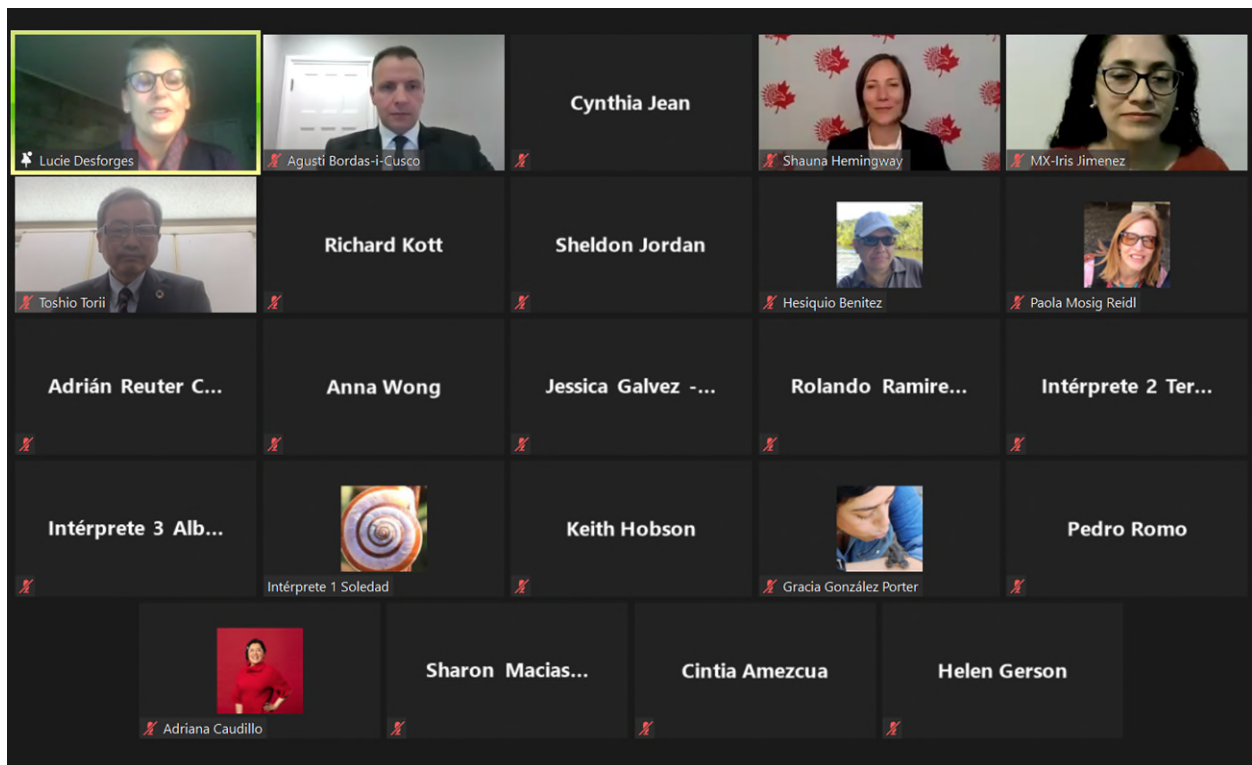 Lucie Desforges
Agusti Bordas-i-Cusco
Cynthia Jean
Shauna Hemingway
MX-Iris Jimenez
Toshio Torii
Richard Kott
Sheldon Jordan
Hesiquio Benitez
Paola Mosig Reidl
Adrián Reuter C...
Anna Wong
Jessica Galvez -...
Rolando Ramire...
Intérprete 2 Ter...
Intérprete 3 Alb...
Intérprete 1 Soledad
Keith Hobson
Gracia González Porter
Pedro Romo
Adriana Caudillo
Sharon Macias...
Cintia Amezcua
Helen Gerson